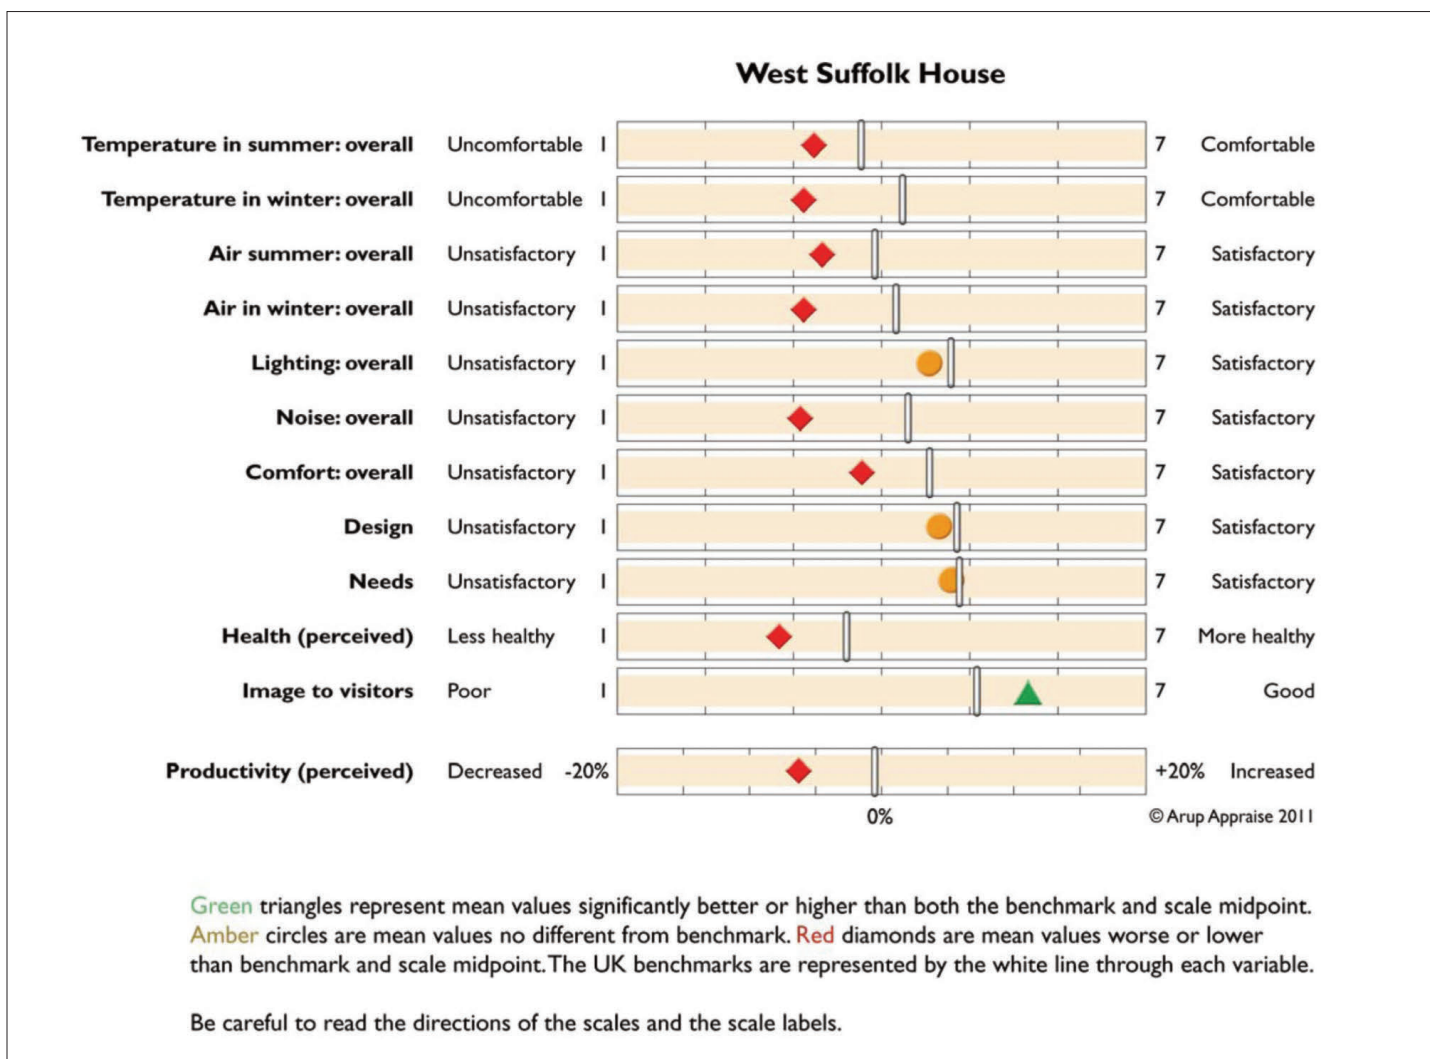 West Suffolk House
Temperature in summer: overall Uncomfortable 1 7 Comfortable
Temperature in winter: overall Uncomfortable 1 7 Comfortable
Air summer: overall Unsatisfactory 1 7 Satisfactory
Air in winter: overall Unsatisfactory 1 7 Satisfactory
Lighting: overall Unsatisfactory 1 7 Satisfactory
Noise: overall Unsatisfactory 1 7 Satisfactory
Comfort: overall Unsatisfactory 1 7 Satisfactory
Design Unsatisfactory 1 7 Satisfactory
Needs Unsatisfactory 1 7 Satisfactory
Health (perceived) Less healthy 1 7 More healthy
Image to visitors Poor 1 7 Good
Productivity (perceived) Decreased -20% +20% Increased
0% © Arup Appraise 2011
Green triangles represent mean values significantly better or higher than both the benchmark and scale midpoint.
Amber circles are mean values no different from benchmark. Red diamonds are mean values worse or lower
than benchmark and scale midpoint. The UK benchmarks are represented by the white line through each variable.
Be careful to read the directions of the scales and the scale labels.